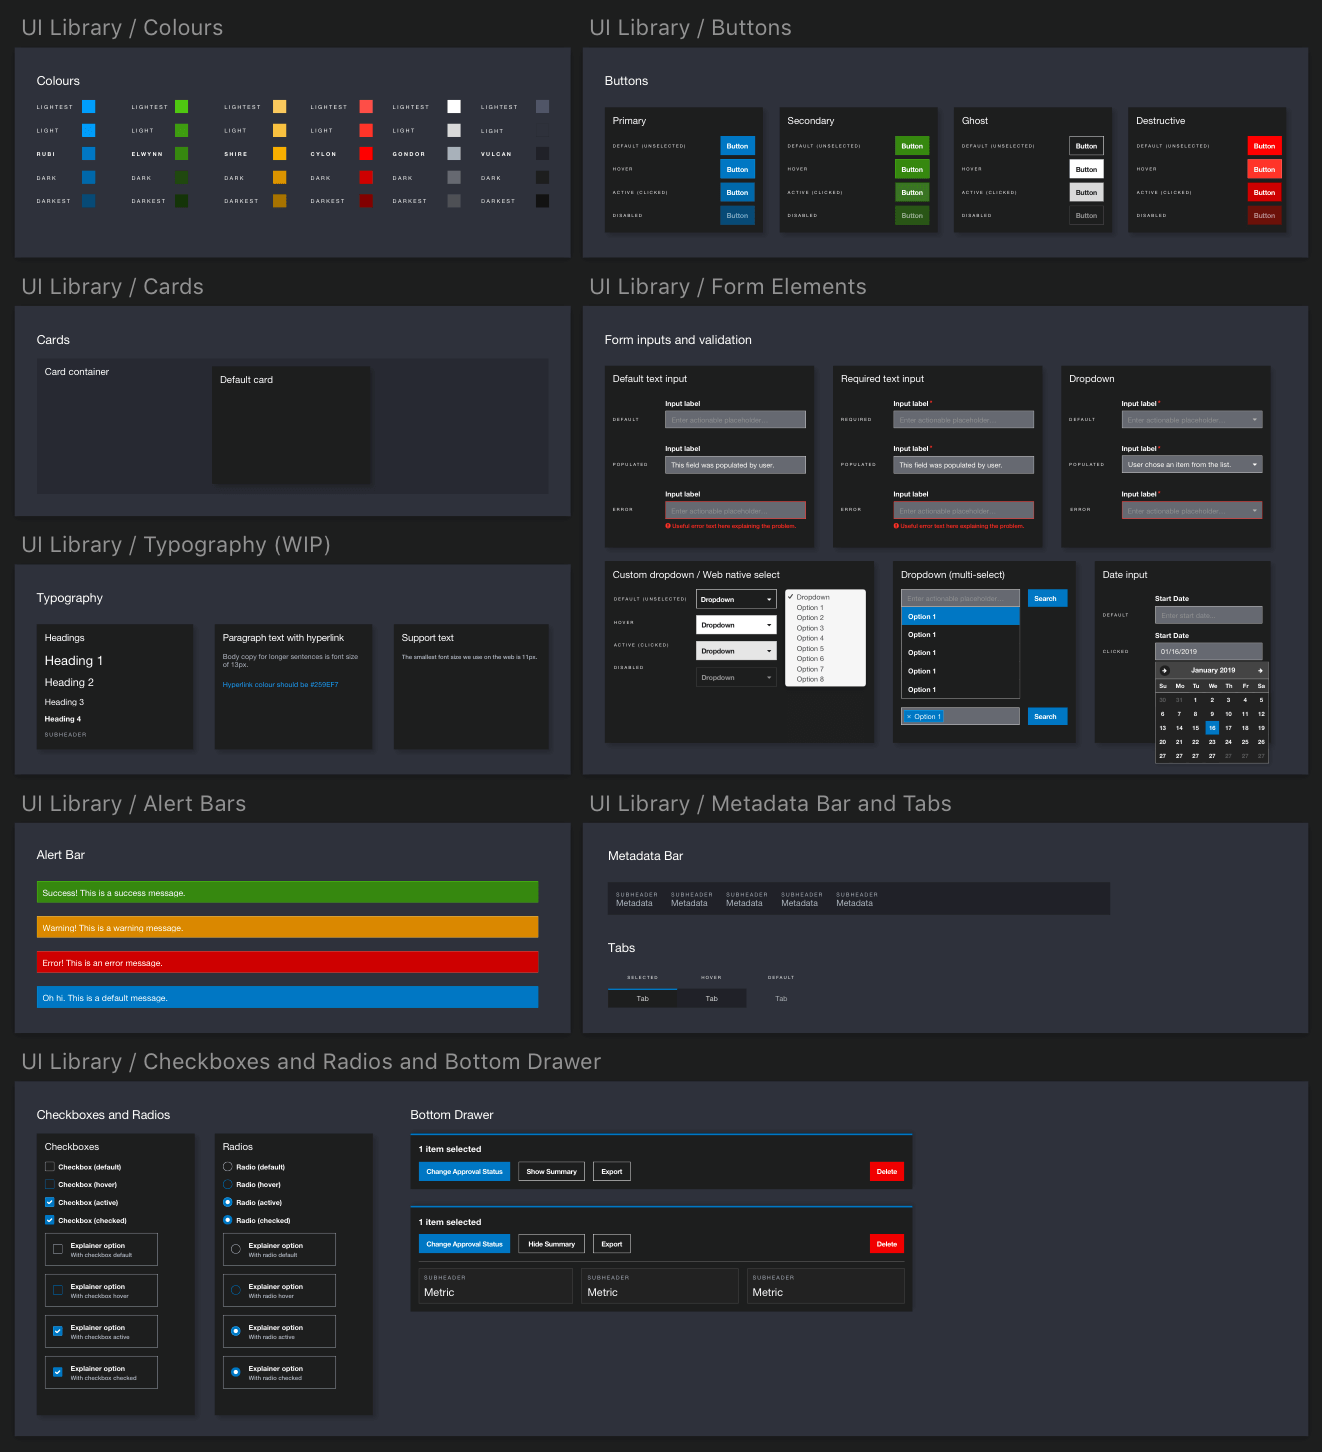 UI Library / Colours
Colours
LIGHTEST LIGHTEST LIGHTEST LIGHTEST LIGHTEST LIGHTEST
LIGHT LIGHT LIGHT LIGHT LIGHT LIGHT
RUBI ELWYNN SHIRE CYLON GONDOR VULCAN
DARK DARK DARK DARK DARK DARK
DARKEST DARKEST DARKEST DARKEST DARKEST DARKEST
UI Library / Buttons
Buttons
Primary
DEFAULT (UNSELECTED) Button
HOVER Button
ACTIVE (CLICKED) Button
DISABLED Button
Secondary
DEFAULT (UNSELECTED) Button
HOVER Button
ACTIVE (CLICKED) Button
DISABLED Button
Ghost
DEFAULT (UNSELECTED) Button
HOVER Button
ACTIVE (CLICKED) Button
DISABLED Button
Destructive
DEFAULT (UNSELECTED) Button
HOVER Button
ACTIVE (CLICKED) Button
DISABLED Button
UI Library / Cards
Cards
Card container
Default card
UI Library / Form Elements
Form inputs and validation
Default text input
Input label
DEFAULT Enter actionable placeholder...
Input label
POPULATED This field was populated by user.
Input label
ERROR Enter actionable placeholder...
Useful error text here explaining the problem.
Required text input
Input label*
REQUIRED Enter actionable placeholder...
Input label*
POPULATED This field was populated by user.
Input label
ERROR Enter actionable placeholder...
Useful error text here explaining the problem.
Dropdown
Input label*
DEFAULT Enter actionable placeholder...
Input label*
POPULATED User chose an item from the list.
Input label*
ERROR Enter actionable placeholder...
Custom dropdown / Web native select
DEFAULT (UNSELECTED) Dropdown
HOVER Dropdown
ACTIVE (CLICKED) Dropdown
DISABLED Dropdown
✓ Dropdown
Option 1
Option 2
Option 3
Option 4
Option 5
Option 6
Option 7
Option 8
Dropdown (multi-select)
Enter actionable placeholder... Search
Option 1
Option 1
Option 1
Option 1
Option 1
× Option 1 Search
Date input
Start Date
DEFAULT Enter start date...
Start Date
CLICKED 01/16/2019
January 2019
Su Mo Tu We Th Fr Sa
30 31 1 2 3 4 5
6 7 8 9 10 11 12
13 14 15 16 17 18 19
20 21 22 23 24 25 26
27 27 27 27 27 27 27
UI Library / Typography (WIP)
Typography
Headings
Heading 1
Heading 2
Heading 3
Heading 4
SUBHEADER
Paragraph text with hyperlink
Body copy for longer sentences is font size
of 13px.
Hyperlink colour should be #259EF7
Support text
The smallest font size we use on the web is 11px.
UI Library / Alert Bars
Alert Bar
Success! This is a success message.
Warning! This is a warning message.
Error! This is an error message.
Oh hi. This is a default message.
UI Library / Metadata Bar and Tabs
Metadata Bar
SUBHEADER SUBHEADER SUBHEADER SUBHEADER SUBHEADER
Metadata Metadata Metadata Metadata Metadata
Tabs
SELECTED HOVER DEFAULT
Tab Tab Tab
UI Library / Checkboxes and Radios and Bottom Drawer
Checkboxes and Radios
Checkboxes
Checkbox (default)
Checkbox (hover)
Checkbox (active)
Checkbox (checked)
Explainer option
With checkbox default
Explainer option
With checkbox hover
Explainer option
With checkbox active
Explainer option
With checkbox checked
Radios
Radio (default)
Radio (hover)
Radio (active)
Radio (checked)
Explainer option
With radio default
Explainer option
With radio hover
Explainer option
With radio active
Explainer option
With radio checked
Bottom Drawer
1 item selected
Change Approval Status Show Summary Export Delete
1 item selected
Change Approval Status Hide Summary Export Delete
SUBHEADER SUBHEADER SUBHEADER
Metric Metric Metric